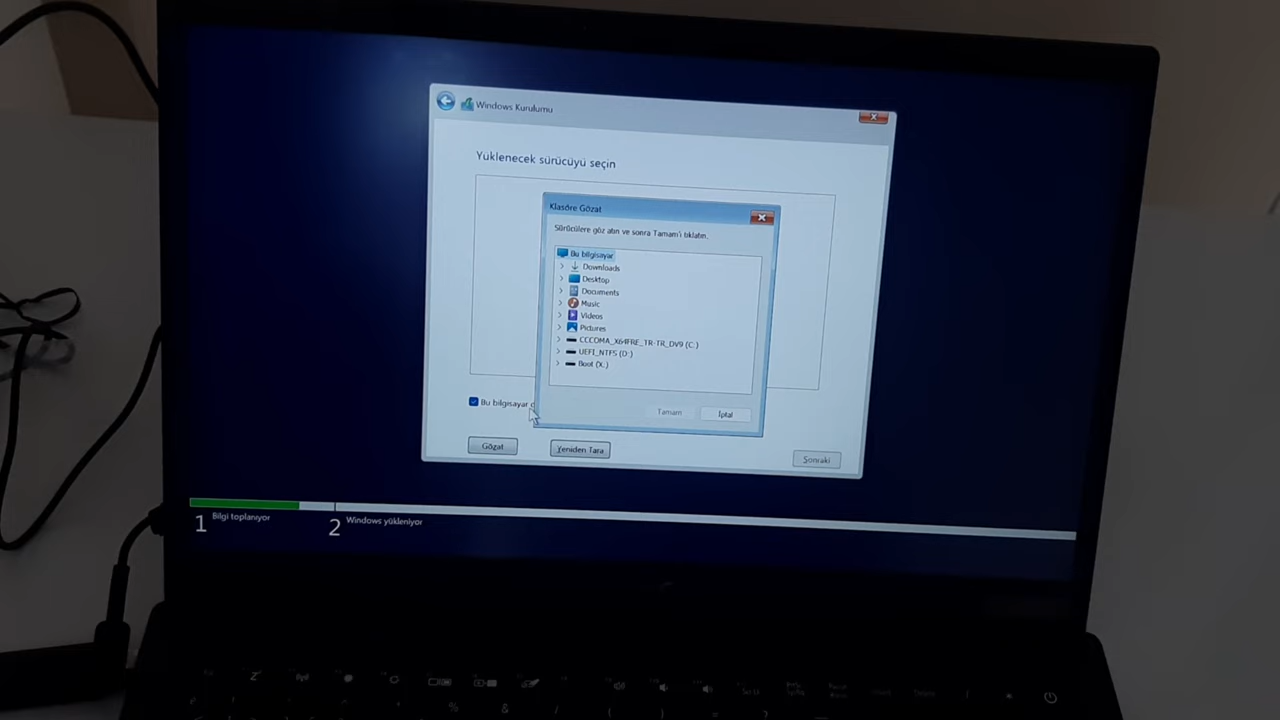 Windows Kurulumu
Yüklenecek sürücüyü seçin
Klasöre Gözat
Sürücülere göz atın ve sonra Tamam'ı tıklatın.
Bu bilgisayar
Downloads
Desktop
Documents
Music
Videos
Pictures
CCCOMA_X64FRE_TR-TR_DV9 (C:)
UEFI_NTFS (D:)
Boot (X:)
Tamam
İptal
Bu bilgisayar
Gözat
Yeniden Tara
Sonraki
1 Bilgi toplanıyor
2 Windows yükleniyor